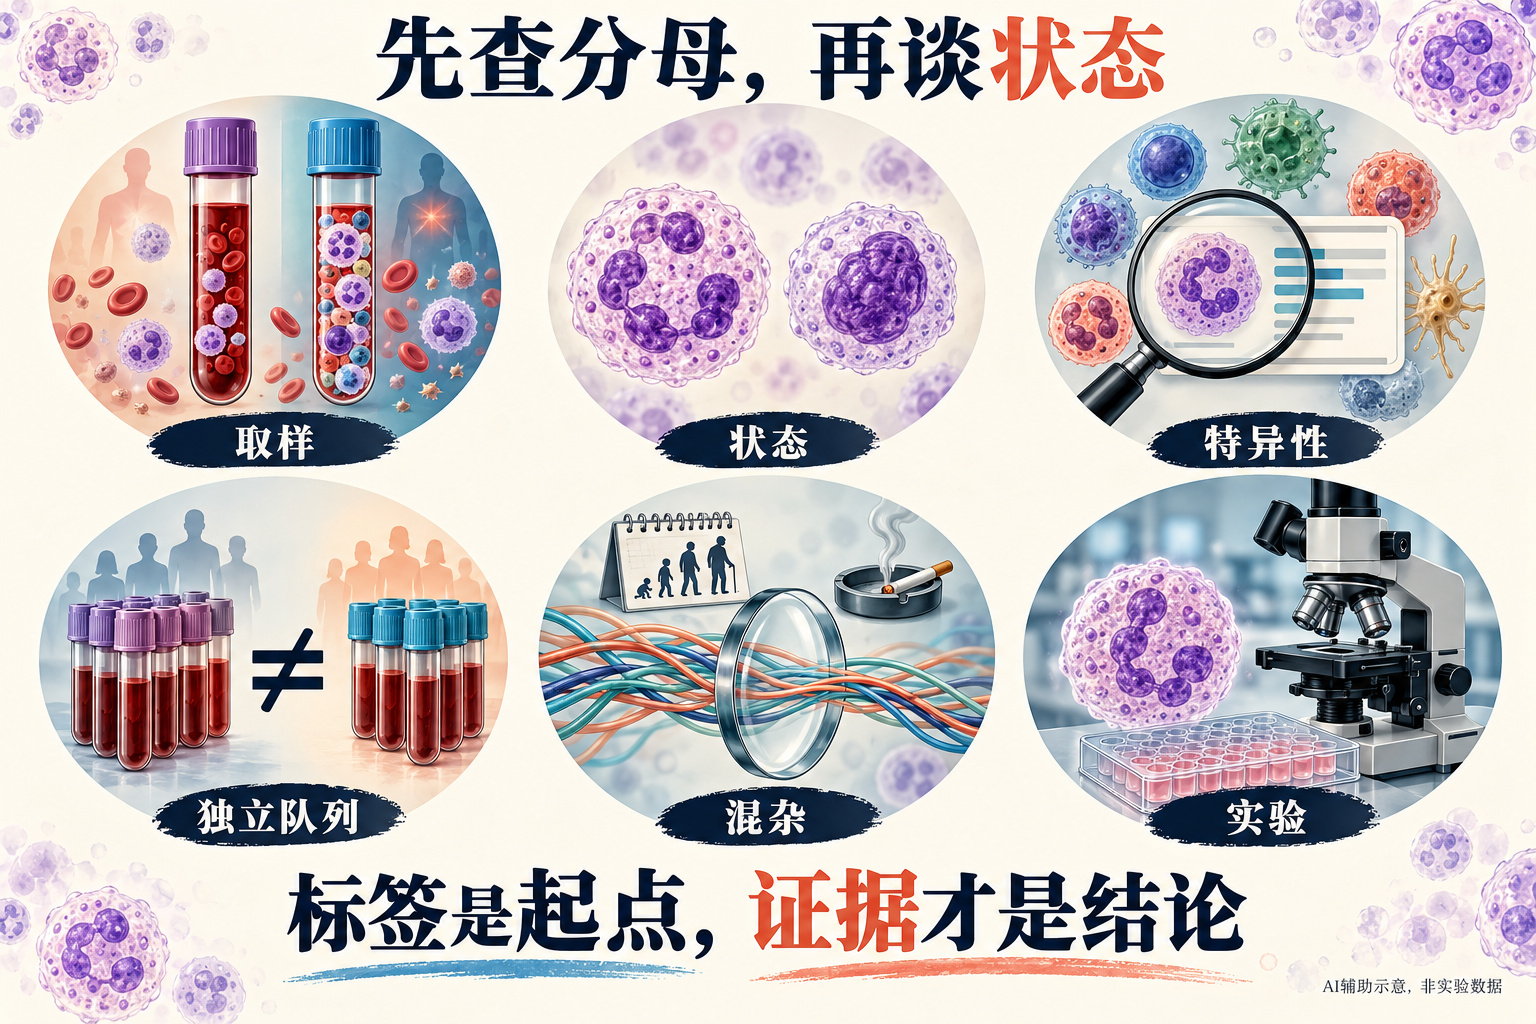 先查分母，再谈状态
取样
状态
特异性
独立队列
≠
混杂
实验
标签是起点，证据才是结论
AI辅助示意，非实验数据